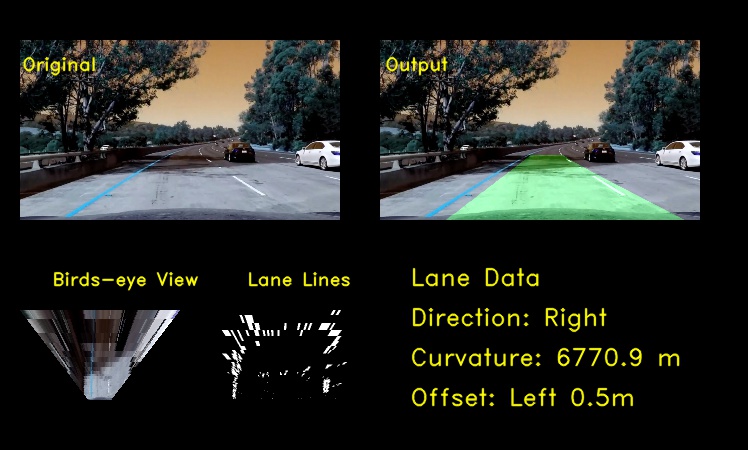 Original
Output
Birds-eye View
Lane Lines
Lane Data
Direction: Right
Curvature: 6770.9 m
Offset: Left 0.5m